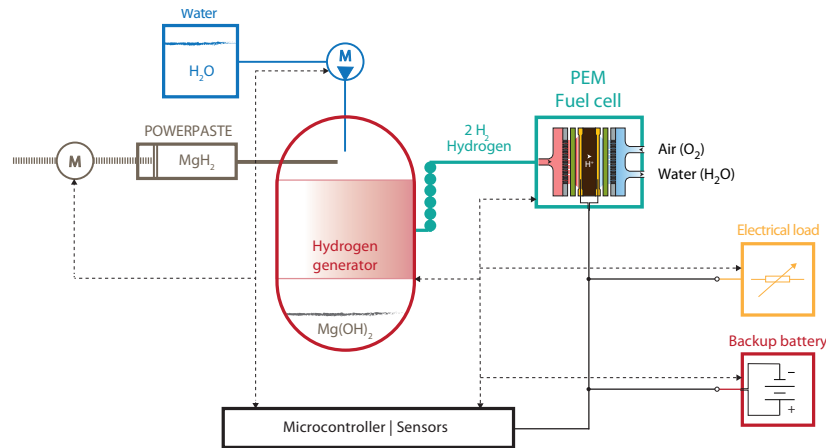 Water
H₂O
M
POWERPASTE
MgH₂
M
2 H₂
Hydrogen
PEM
Fuel cell
H⁺
Air (O₂)
Water (H₂O)
Hydrogen
generator
Mg(OH)₂
Electrical load
Backup battery
−
+
Microcontroller | Sensors